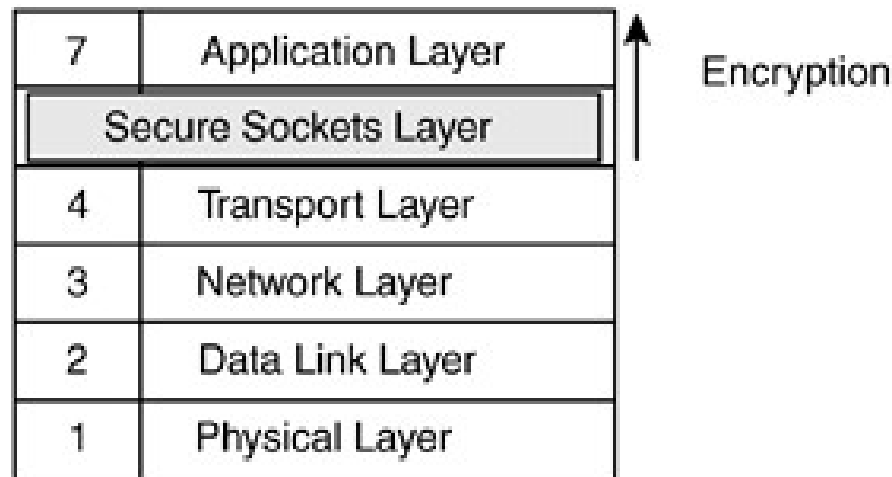 7 Application Layer
Encryption
Secure Sockets Layer
4 Transport Layer
3 Network Layer
2 Data Link Layer
1 Physical Layer